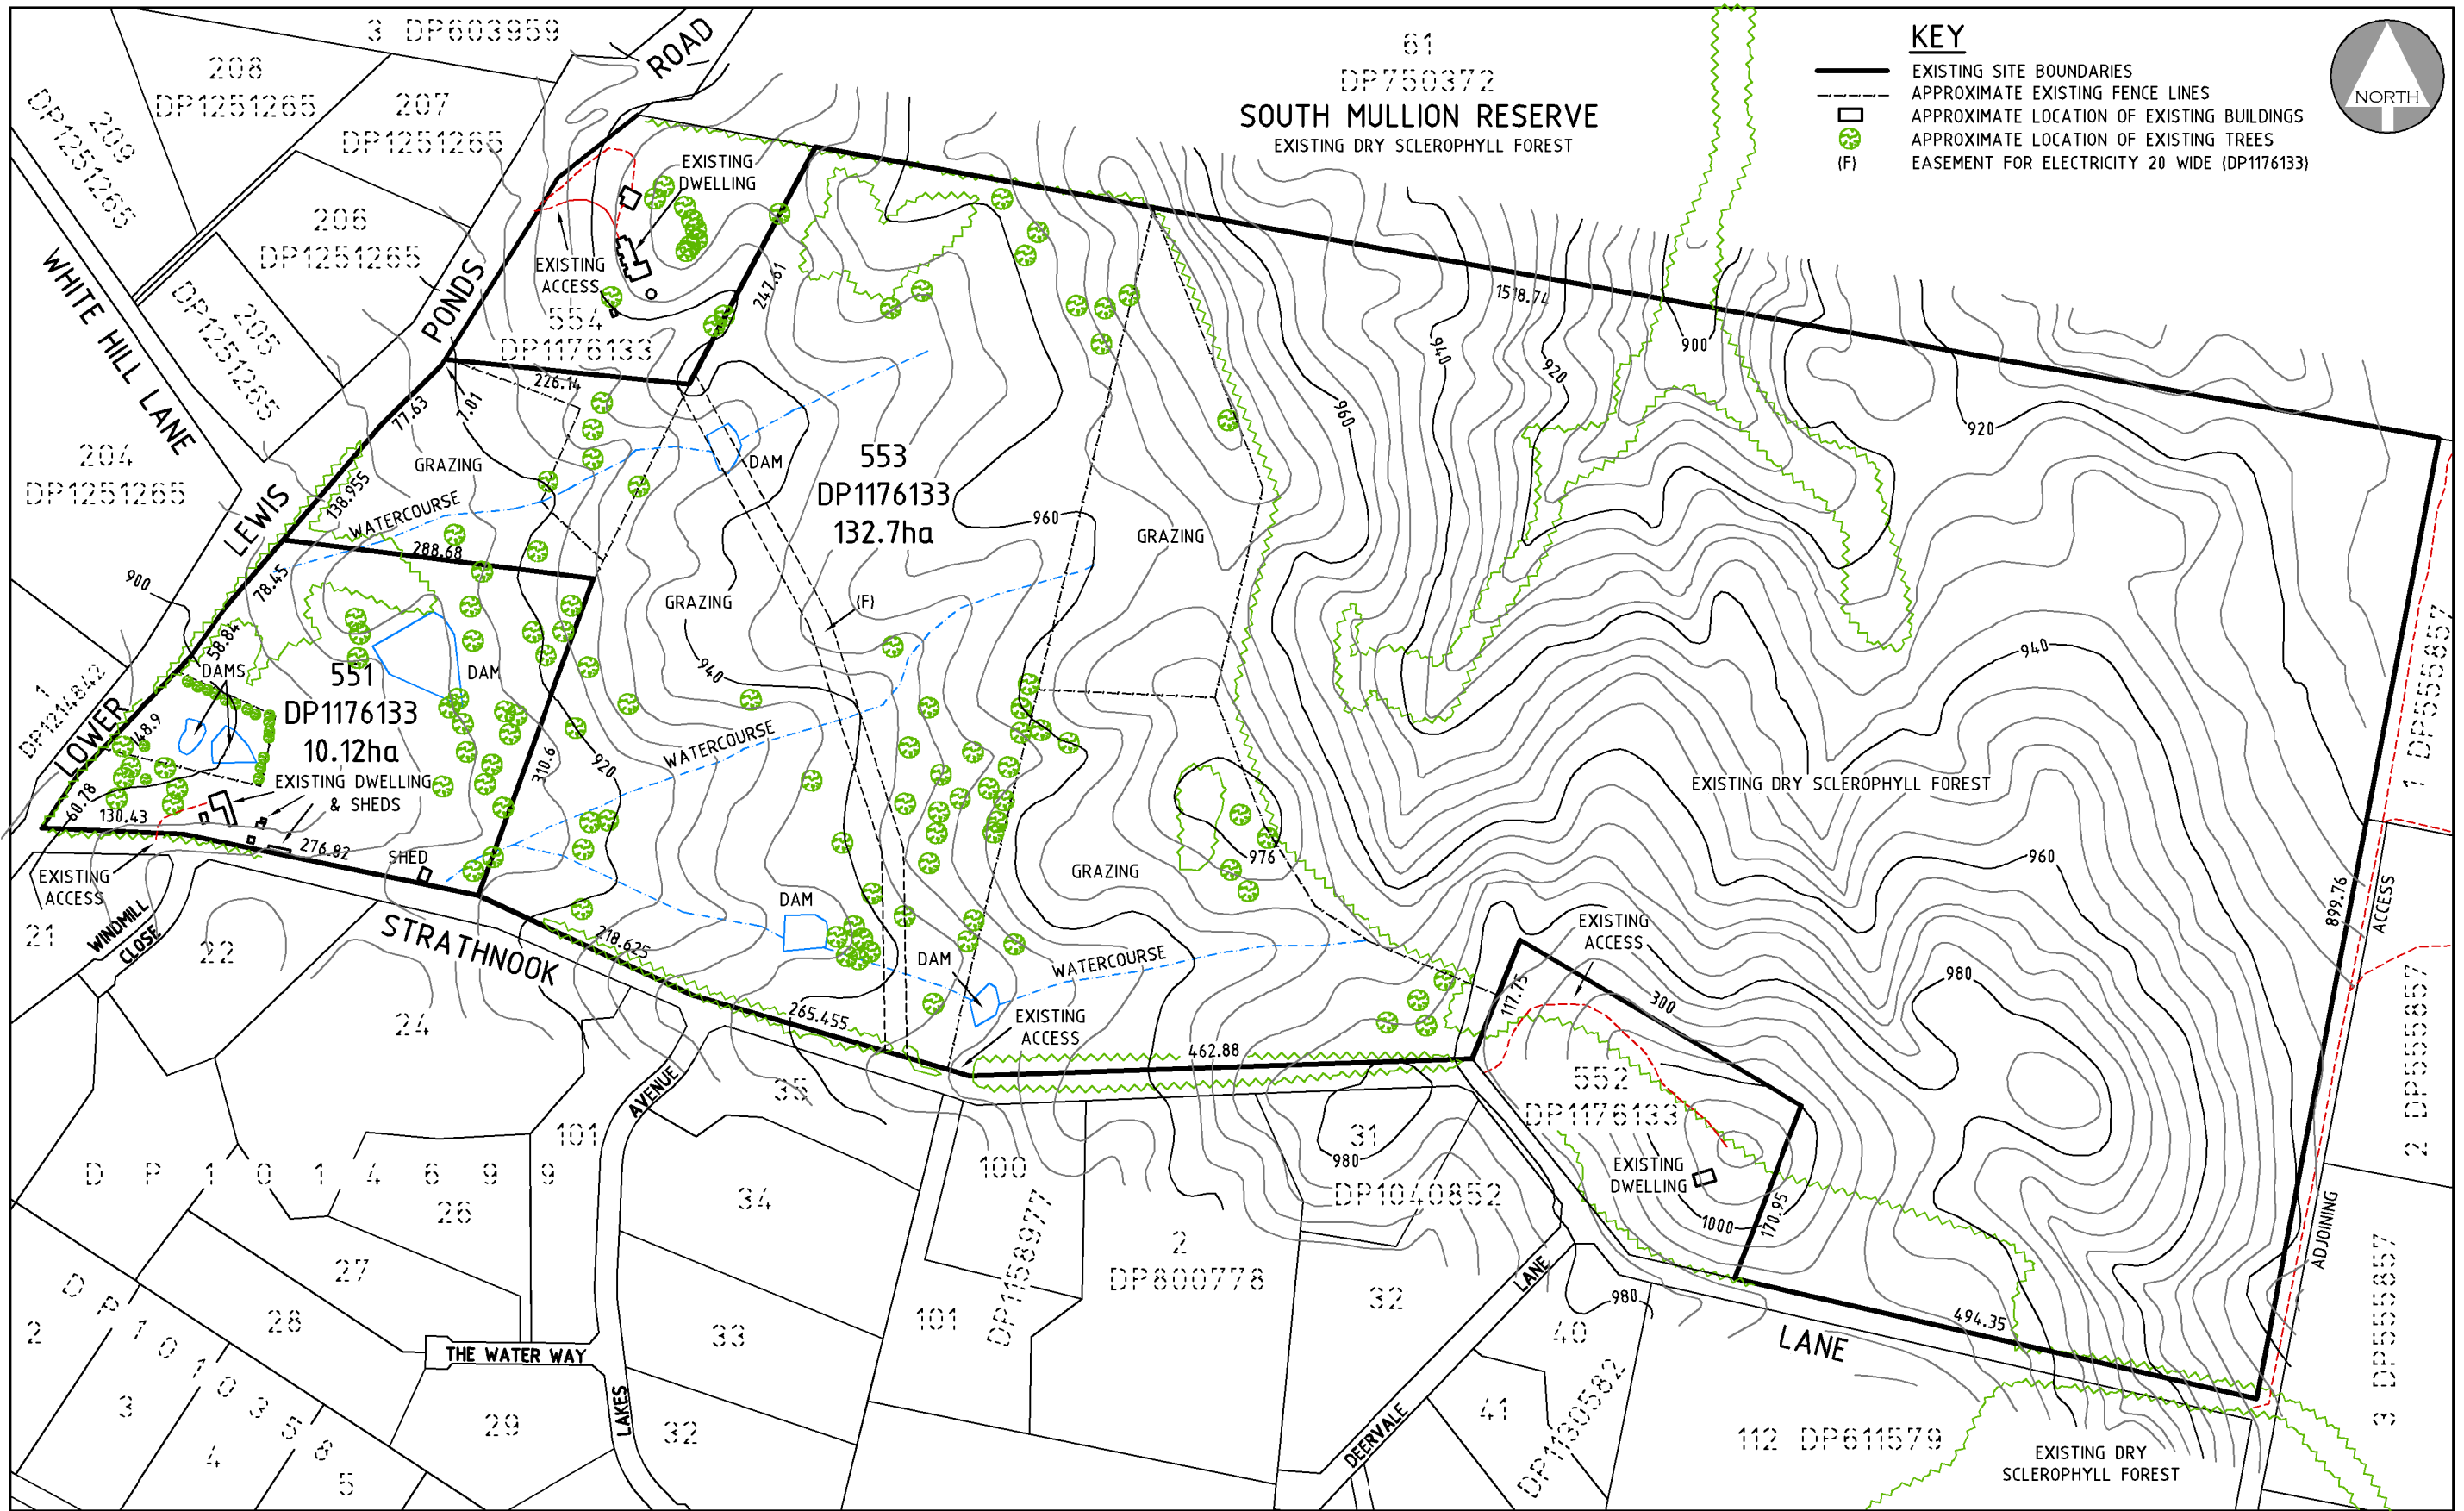 3 DP603959
208
DP1251265
207
DP1251265
209
DP1251265
206
DP1251265
205
DP1251265
204
DP1251265
1
DP1214842
WHITE HILL LANE
LOWER
LEWIS
PONDS
ROAD
61
DP750372
SOUTH MULLION RESERVE
EXISTING DRY SCLEROPHYLL FOREST
KEY
EXISTING SITE BOUNDARIES
APPROXIMATE EXISTING FENCE LINES
APPROXIMATE LOCATION OF EXISTING BUILDINGS
APPROXIMATE LOCATION OF EXISTING TREES
(F) EASEMENT FOR ELECTRICITY 20 WIDE (DP1176133)
NORTH
EXISTING
DWELLING
EXISTING
ACCESS
554
DP1176133
247.61
226.14
7.01
77.63
138.955
78.45
58.84
148.9
60.78
130.43
276.82
288.68
310.6
218.625
265.455
462.88
117.75
300
170.95
494.35
899.76
1518.74
GRAZING
WATERCOURSE
DAM
553
DP1176133
132.7ha
960
GRAZING
GRAZING
(F)
940
920
900
WATERCOURSE
DAMS
DAM
551
DP1176133
10.12ha
EXISTING DWELLING
& SHEDS
SHED
EXISTING
ACCESS
WINDMILL
CLOSE
STRATHNOOK
DAM
DAM
WATERCOURSE
EXISTING
ACCESS
GRAZING
976
960
940
920
900
920
940
960
980
EXISTING DRY SCLEROPHYLL FOREST
EXISTING
ACCESS
552
DP1176133
EXISTING
DWELLING
1000
980
980
LANE
ADJOINING
ACCESS
1 DP555857
2 DP555857
3 DP555857
21
22
24
AVENUE
35
101
DP1014699
26
34
100
DP1158977
31
DP1040852
2
DP800778
27
28
33
101
32
DEERVALE
LANE
40
41
DP1130582
THE WATER WAY
LAKES
29
32
2
3
4
5
DP1010358
112 DP611579
EXISTING DRY
SCLEROPHYLL FOREST